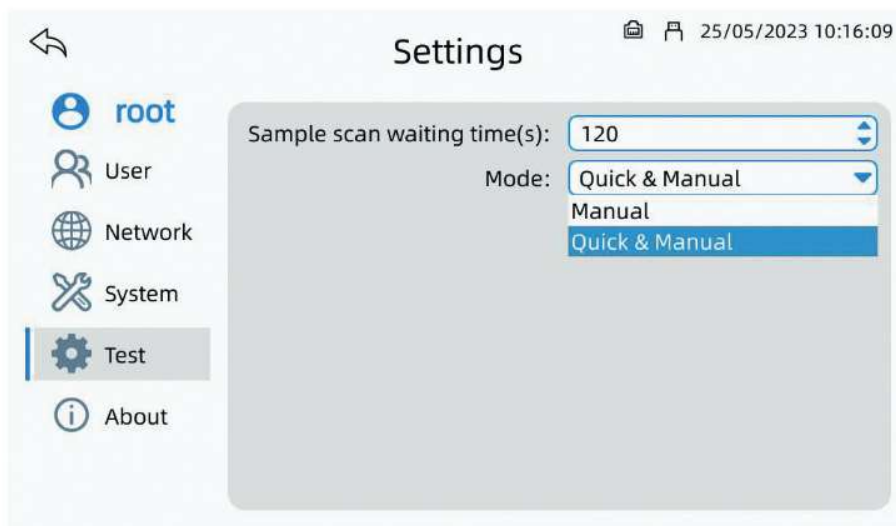 Settings
25/05/2023 10:16:09
root
User
Network
System
Test
About
Sample scan waiting time(s): 120
Mode: Quick & Manual
Manual
Quick & Manual